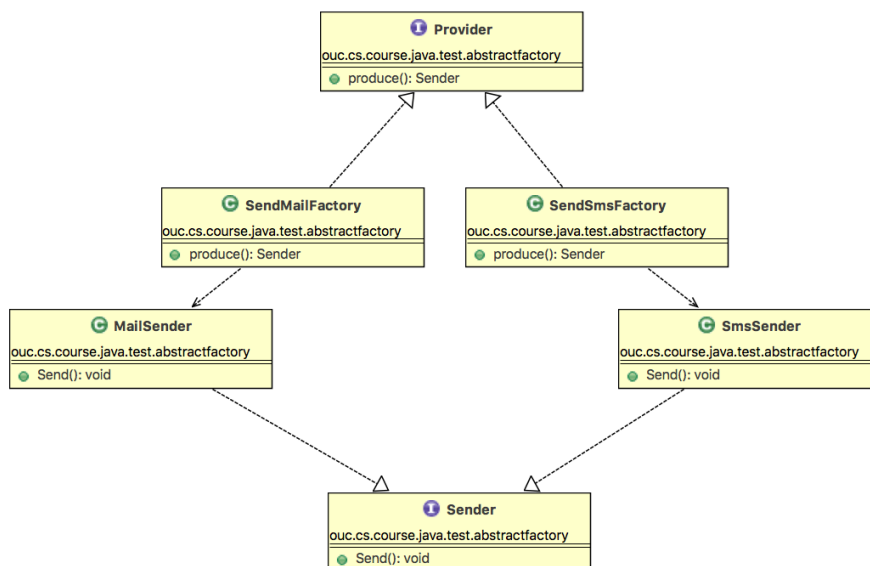 I Provider
ouc.cs.course.java.test.abstractfactory
produce(): Sender
C SendMailFactory
ouc.cs.course.java.test.abstractfactory
produce(): Sender
C SendSmsFactory
ouc.cs.course.java.test.abstractfactory
produce(): Sender
C MailSender
ouc.cs.course.java.test.abstractfactory
Send(): void
C SmsSender
ouc.cs.course.java.test.abstractfactory
Send(): void
I Sender
ouc.cs.course.java.test.abstractfactory
Send(): void